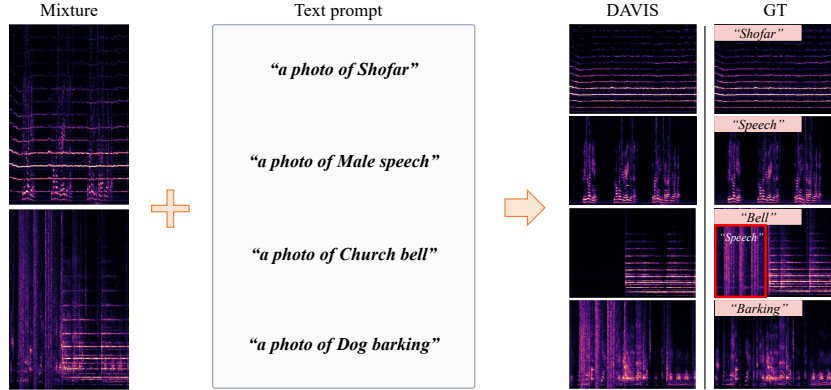 Mixture
Text prompt
DAVIS
GT
“a photo of Shofar”
“a photo of Male speech”
“a photo of Church bell”
“a photo of Dog barking”
“Shofar”
“Speech”
“Bell”
“Speech”
“Barking”